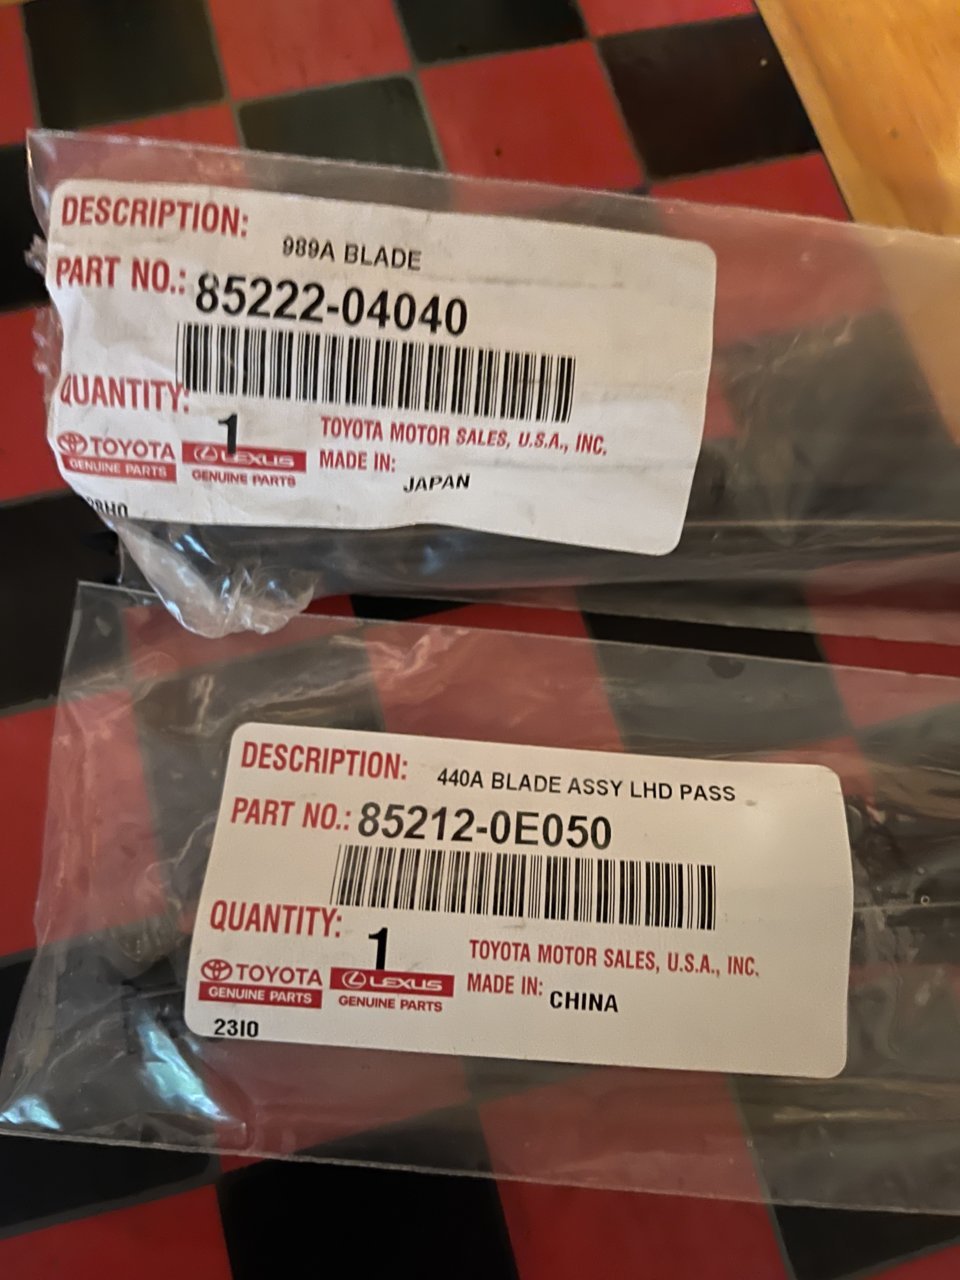 DESCRIPTION:
989A BLADE
PART NO.: 85222-04040
QUANTITY: 1
TOYOTA MOTOR SALES, U.S.A., INC.
TOYOTA
GENUINE PARTS
LEXUS
GENUINE PARTS
MADE IN: JAPAN
DESCRIPTION: 440A BLADE ASSY LHD PASS
PART NO.: 85212-0E050
QUANTITY: 1
TOYOTA MOTOR SALES, U.S.A., INC.
TOYOTA
GENUINE PARTS
LEXUS
GENUINE PARTS
MADE IN: CHINA
23I0